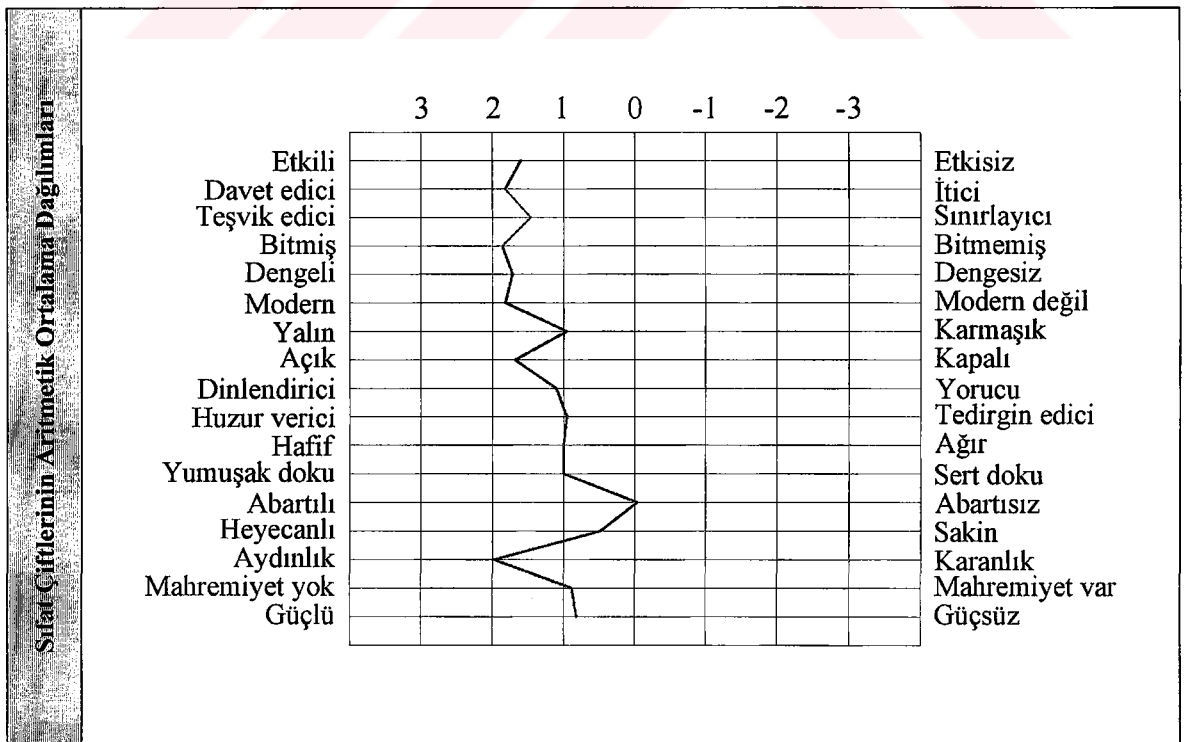 Sıfat Çiftlerinin Aritmetik Ortalama Dağılımları
3 2 1 0 -1 -2 -3
Etkili Etkisiz
Davet edici İtici
Teşvik edici Sınırlayıcı
Bitmiş Bitmemiş
Dengeli Dengesiz
Modern Modern değil
Yalın Karmaşık
Açık Kapalı
Dinlendirici Yorucu
Huzur verici Tedirgin edici
Hafif Ağır
Yumuşak doku Sert doku
Abartılı Abartısız
Heyecanlı Sakin
Aydınlık Karanlık
Mahremiyet yok Mahremiyet var
Güçlü Güçsüz